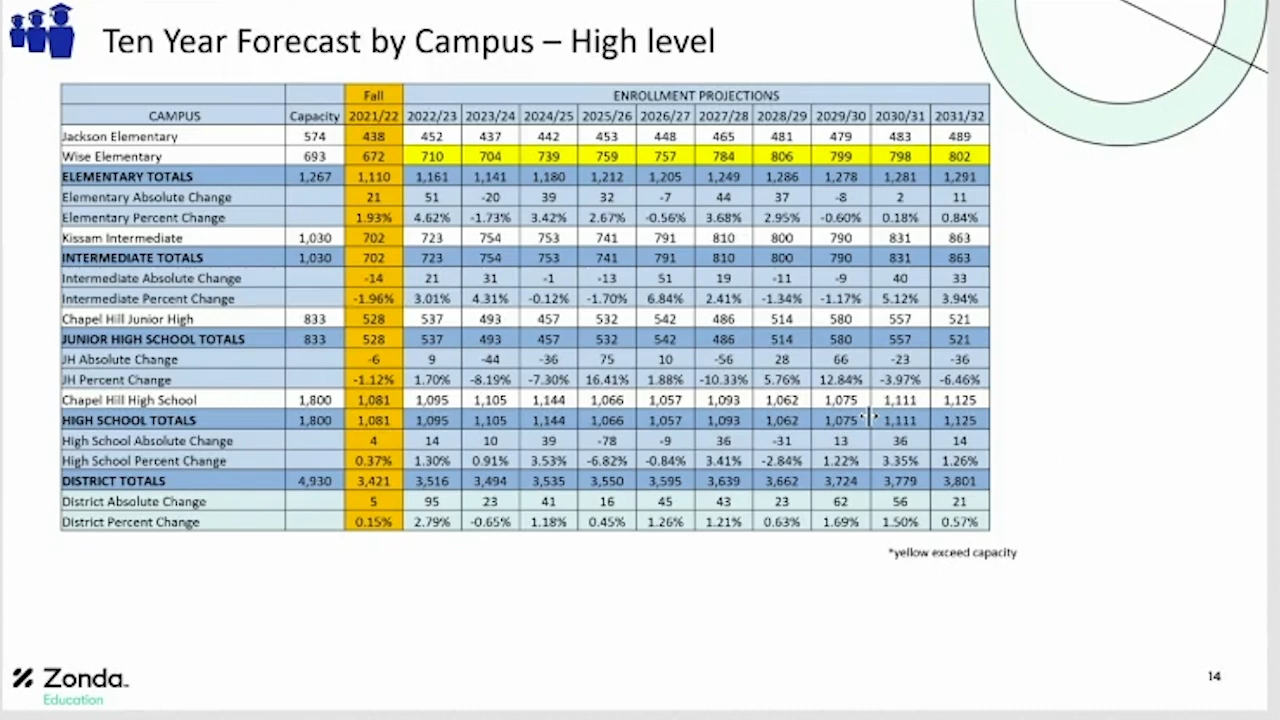 Ten Year Forecast by Campus – High level
Fall ENROLLMENT PROJECTIONS
CAMPUS Capacity 2021/22 2022/23 2023/24 2024/25 2025/26 2026/27 2027/28 2028/29 2029/30 2030/31 2031/32
Jackson Elementary 574 438 452 437 442 453 448 465 481 479 483 489
Wise Elementary 693 672 710 704 739 759 757 784 806 799 798 802
ELEMENTARY TOTALS 1,267 1,110 1,161 1,141 1,180 1,212 1,205 1,249 1,286 1,278 1,281 1,291
Elementary Absolute Change 21 51 -20 39 32 -7 44 37 -8 2 11
Elementary Percent Change 1.93% 4.62% -1.73% 3.42% 2.67% -0.56% 3.68% 2.95% -0.60% 0.18% 0.84%
Kissam Intermediate 1,030 702 723 754 753 741 791 810 800 790 831 863
INTERMEDIATE TOTALS 1,030 702 723 754 753 741 791 810 800 790 831 863
Intermediate Absolute Change -14 21 31 -1 -13 51 19 -11 -9 40 33
Intermediate Percent Change -1.96% 3.01% 4.31% -0.12% -1.70% 6.84% 2.41% -1.34% -1.17% 5.12% 3.94%
Chapel Hill Junior High 833 528 537 493 457 532 542 486 514 580 557 521
JUNIOR HIGH SCHOOL TOTALS 833 528 537 493 457 532 542 486 514 580 557 521
JH Absolute Change -6 9 -44 -36 75 10 -56 28 66 -23 -36
JH Percent Change -1.12% 1.70% -8.19% -7.30% 16.41% 1.88% -10.33% 5.76% 12.84% -3.97% -6.46%
Chapel Hill High School 1,800 1,081 1,095 1,105 1,144 1,066 1,057 1,093 1,062 1,075 1,111 1,125
HIGH SCHOOL TOTALS 1,800 1,081 1,095 1,105 1,144 1,066 1,057 1,093 1,062 1,075 1,111 1,125
High School Absolute Change 4 14 10 39 -78 -9 36 -31 13 36 14
High School Percent Change 0.37% 1.30% 0.91% 3.53% -6.82% -0.84% 3.41% -2.84% 1.22% 3.35% 1.26%
DISTRICT TOTALS 4,930 3,421 3,516 3,494 3,535 3,550 3,595 3,639 3,662 3,724 3,779 3,801
District Absolute Change 5 95 23 41 16 45 43 23 62 56 21
District Percent Change 0.15% 2.79% -0.65% 1.18% 0.45% 1.26% 1.21% 0.63% 1.69% 1.50% 0.57%
*yellow exceed capacity
Zonda
Education
14